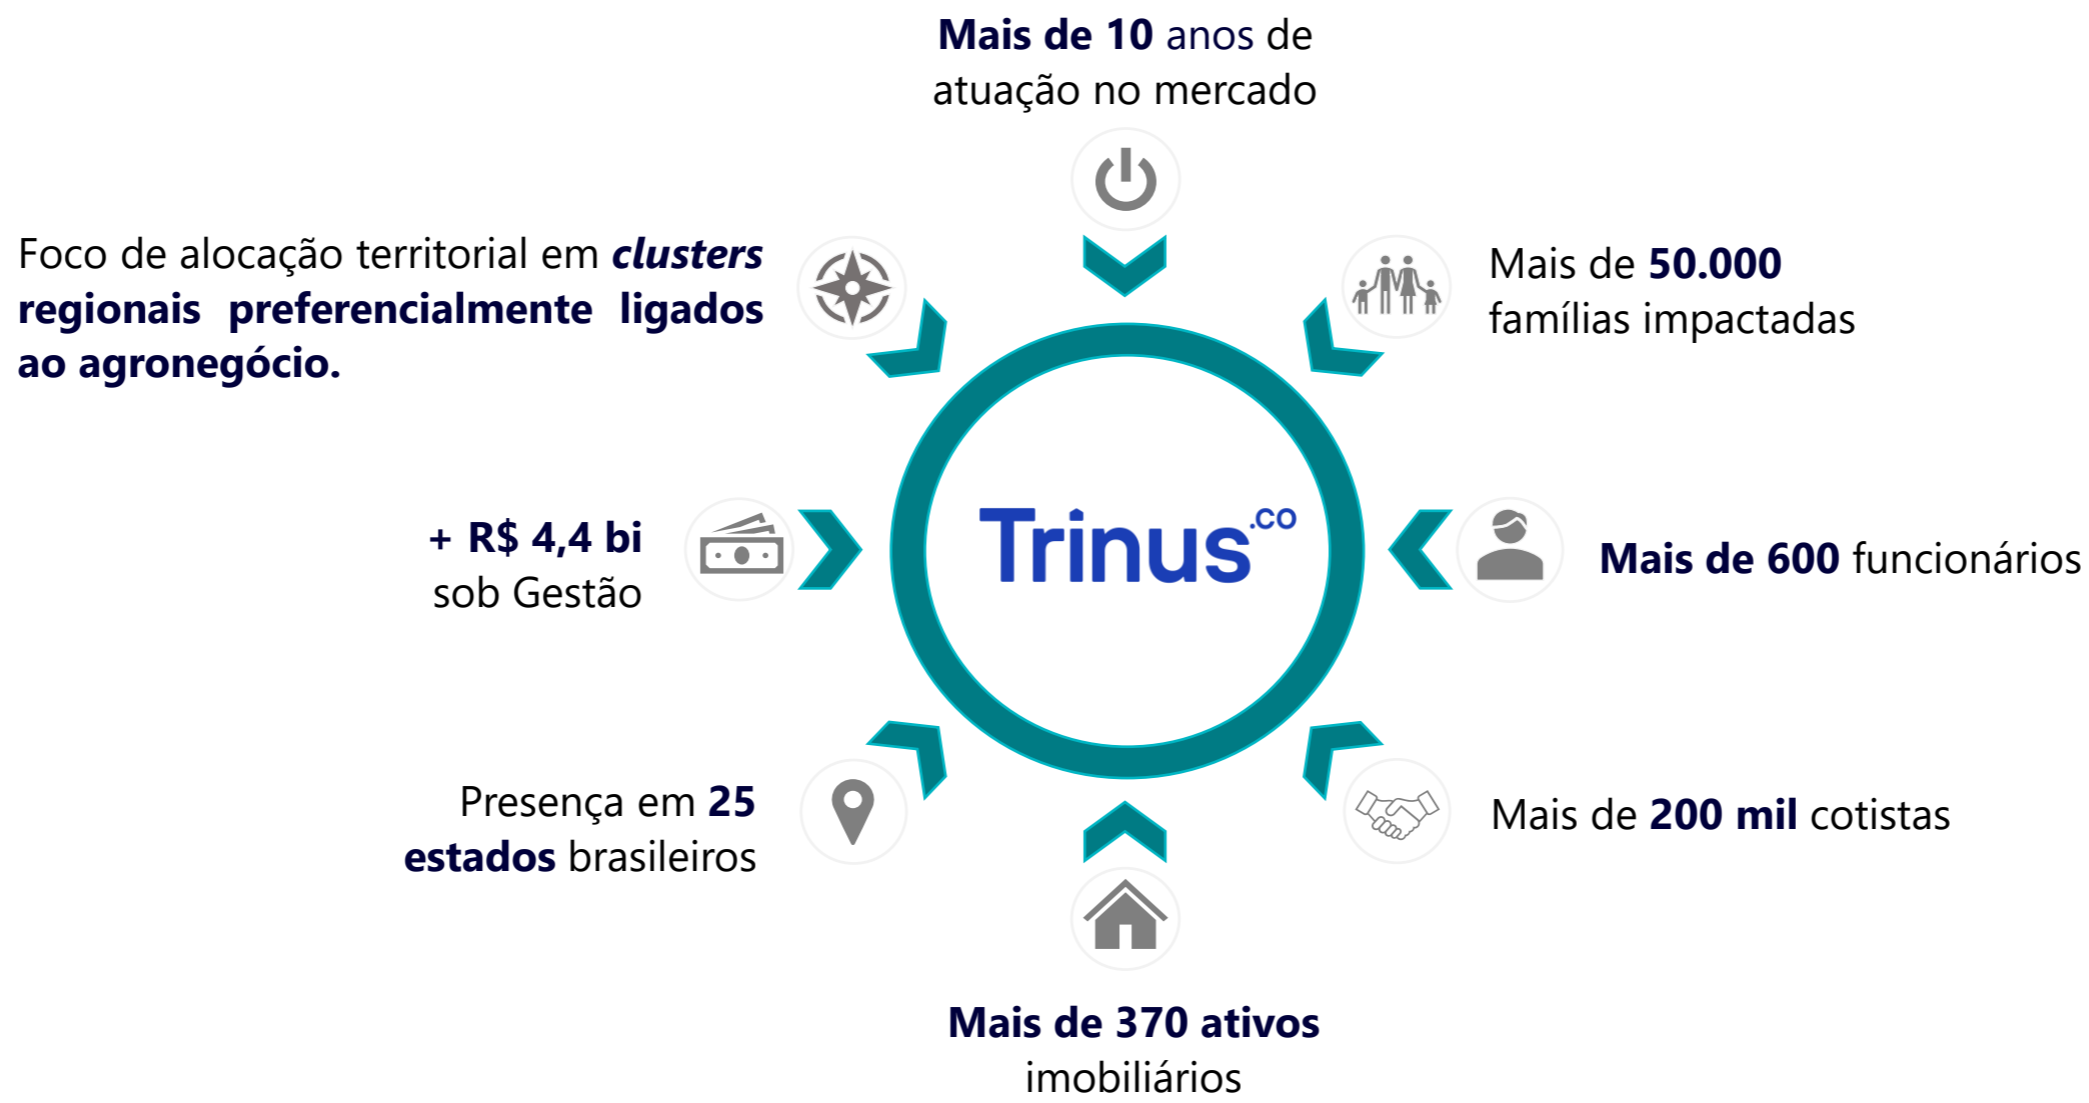 Mais de 10 anos de
atuação no mercado
Foco de alocação territorial em clusters
regionais preferencialmente ligados
ao agronegócio.
Mais de 50.000
famílias impactadas
Trinus.co
+ R$ 4,4 bi
sob Gestão
Mais de 600 funcionários
Presença em 25
estados brasileiros
Mais de 200 mil cotistas
Mais de 370 ativos
imobiliários